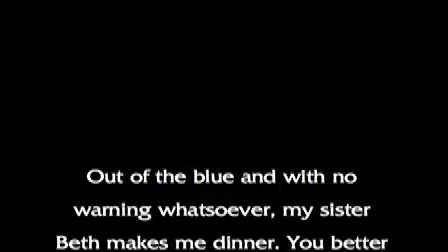 Out of the blue and with no
warning whatsoever, my sister
Beth makes me dinner. You better